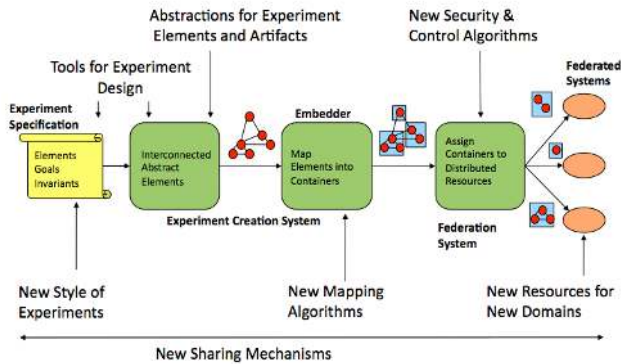 Abstractions for Experiment
Elements and Artifacts
New Security &
Control Algorithms
Tools for Experiment
Design
Federated
Systems
Experiment
Specification
Embedder
Elements
Goals
Invariants
Interconnected
Abstract
Elements
Map
Elements into
Containers
Assign
Containers to
Distributed
Resources
Experiment Creation System
Federation
System
New Style of
Experiments
New Mapping
Algorithms
New Resources for
New Domains
New Sharing Mechanisms